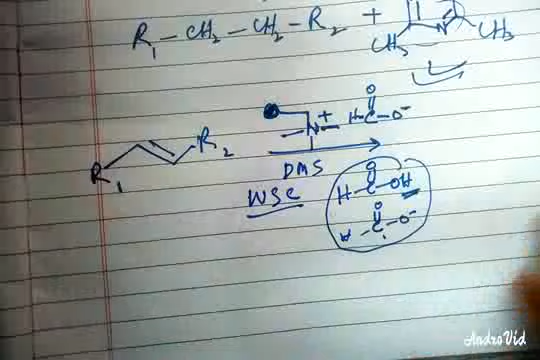 R₁ – CH₂ – CH₂ – R₂ +
CH₃ N CH₃
R₁ R₂ N⁺ H–C–O⁻
O
DMS
WSC
O
H–C–OH
O
H–C–O⁻
AndroVid